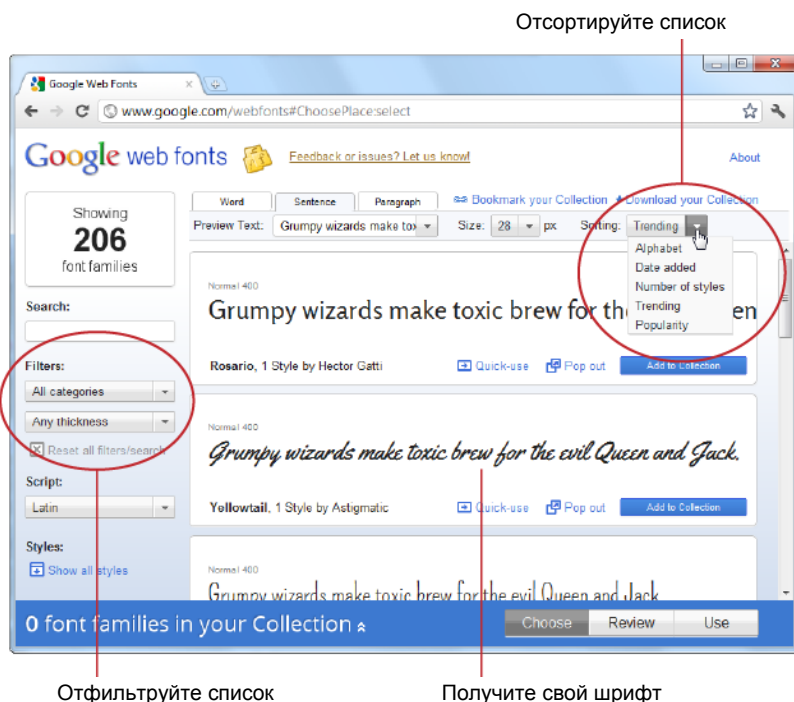 Отсортируйте список
Google Web Fonts
www.google.com/webfonts#ChoosePlace:select
Google web fonts
Feedback or issues? Let us know!
About
Showing
206
font families
Word Sentence Paragraph
Bookmark your Collection
Download your Collection
Preview Text: Grumpy wizards make tox
Size: 28 px
Sorting: Trending
Alphabet
Date added
Number of styles
Trending
Popularity
Search:
Filters:
All categories
Any thickness
Reset all filters/search
Script:
Latin
Styles:
Show all styles
Normal 400
Grumpy wizards make toxic brew for th en
Rosario, 1 Style by Hector Gatti
Quick-use
Pop out
Add to Collection
Normal 400
Grumpy wizards make toxic brew for the evil Queen and Jack.
Yellowtail, 1 Style by Astigmatic
Quick-use
Pop out
Add to Collection
Normal 400
Grumpy wizards make toxic brew for the evil Queen and Jack
0 font families in your Collection
Choose Review Use
Отфильтруйте список
Получите свой шрифт